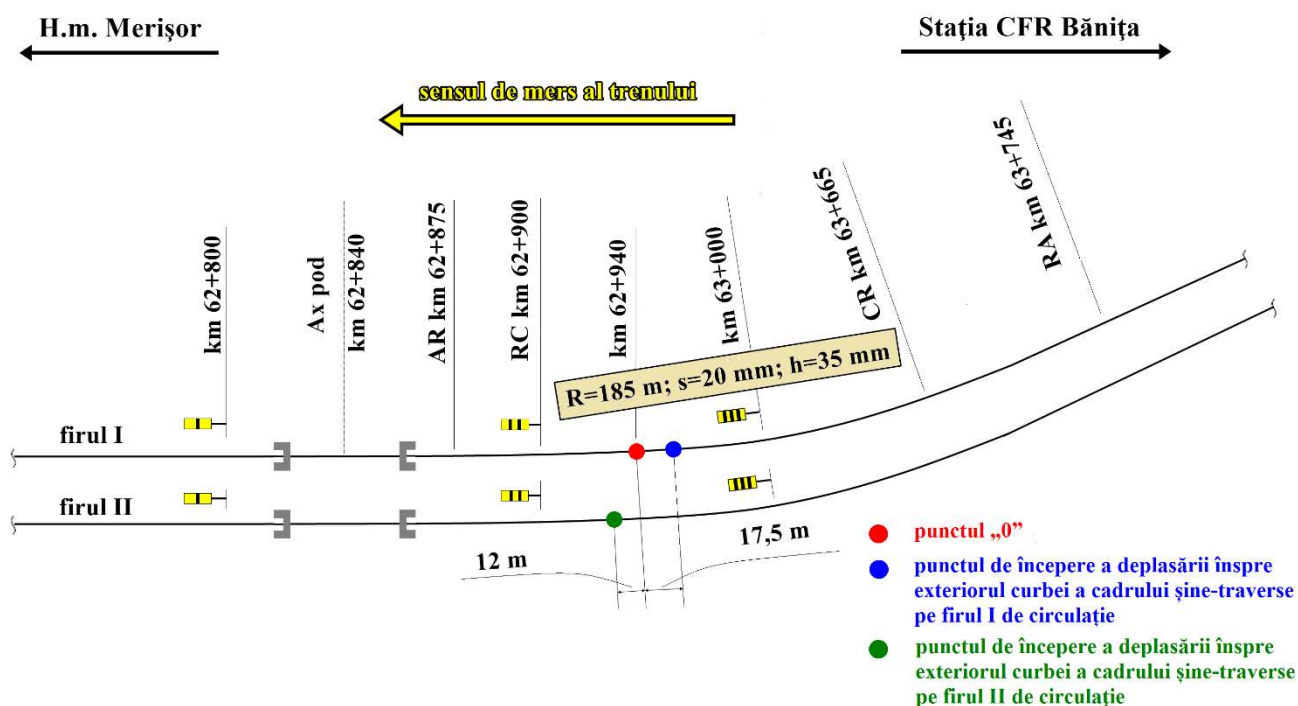 H.m. Merişor
Staţia CFR Băniţa
sensul de mers al trenului
km 62+800
Ax pod
km 62+840
AR km 62+875
RC km 62+900
km 62+940
km 63+000
CR km 63+665
RA km 63+745
R=185 m; s=20 mm; h=35 mm
firul I
firul II
12 m
17,5 m
punctul „0”
punctul de începere a deplasării înspre
exteriorul curbei a cadrului șine-traverse
pe firul I de circulație
punctul de începere a deplasării înspre
exteriorul curbei a cadrului șine-traverse
pe firul II de circulaţie